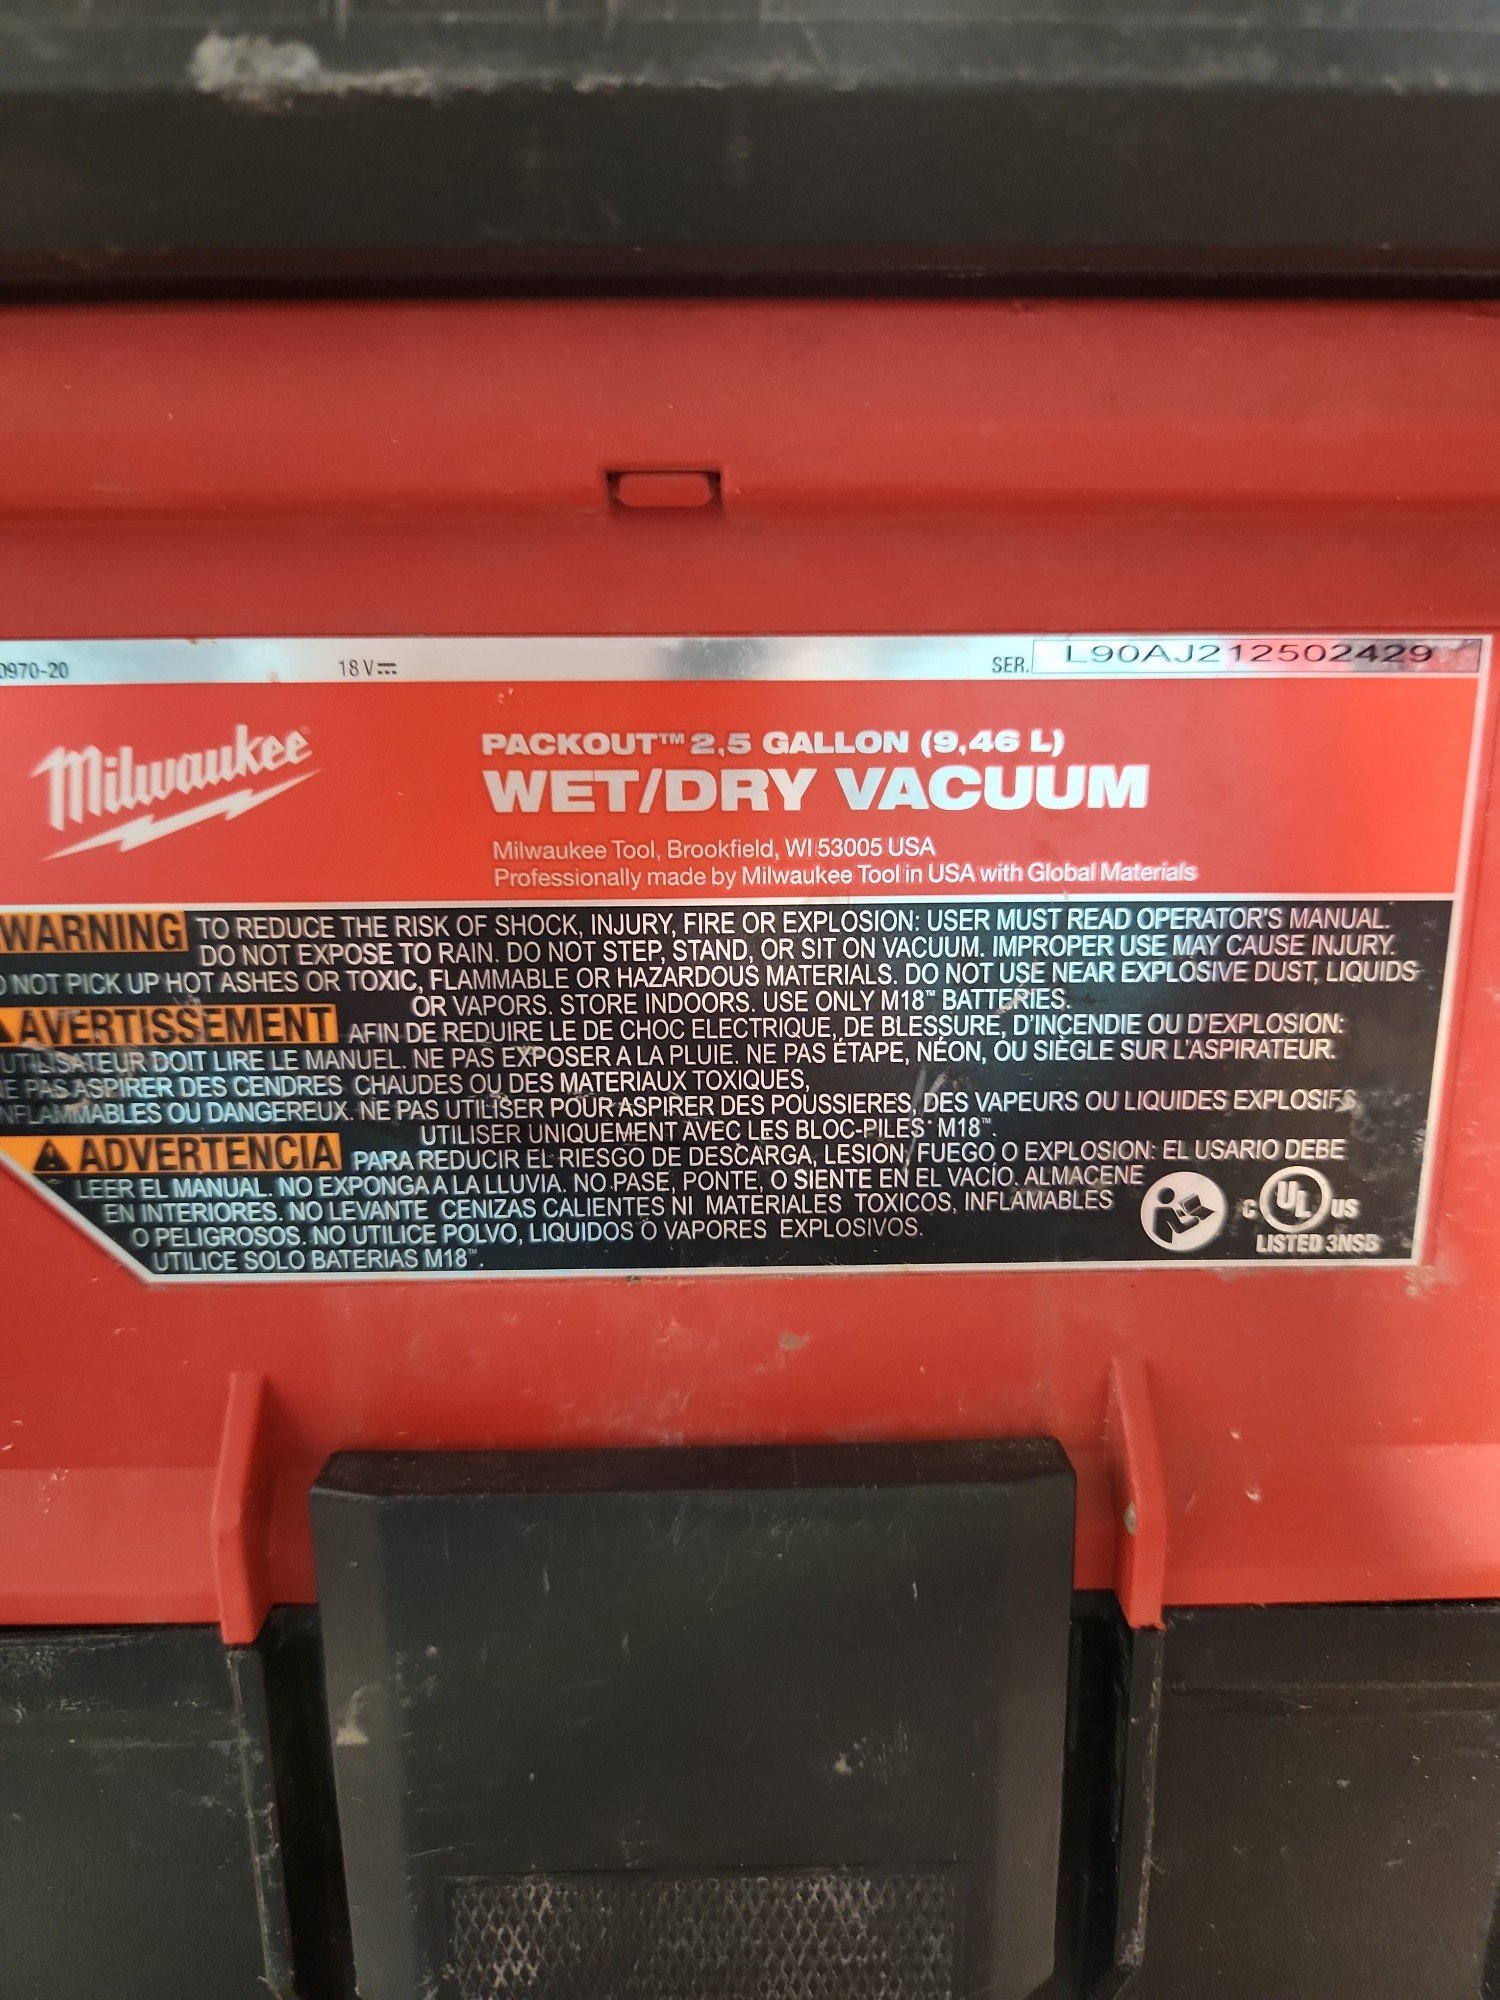 0970-20 18 V SER. L90AJ212502429
Milwaukee
PACKOUT™ 2,5 GALLON (9,46 L)
WET/DRY VACUUM
Milwaukee Tool, Brookfield, WI 53005 USA
Professionally made by Milwaukee Tool in USA with Global Materials
WARNING TO REDUCE THE RISK OF SHOCK, INJURY, FIRE OR EXPLOSION: USER MUST READ OPERATOR'S MANUAL.
DO NOT EXPOSE TO RAIN. DO NOT STEP, STAND, OR SIT ON VACUUM. IMPROPER USE MAY CAUSE INJURY.
NOT PICK UP HOT ASHES OR TOXIC, FLAMMABLE OR HAZARDOUS MATERIALS. DO NOT USE NEAR EXPLOSIVE DUST, LIQUIDS
OR VAPORS. STORE INDOORS. USE ONLY M18™ BATTERIES.
AVERTISSEMENT AFIN DE REDUIRE LE DE CHOC ELECTRIQUE, DE BLESSURE, D'INCENDIE OU D'EXPLOSION:
UTILISATEUR DOIT LIRE LE MANUEL. NE PAS EXPOSER A LA PLUIE. NE PAS ÉTAPE, NÉON, OU SIÈGLE SUR L'ASPIRATEUR.
E PAS ASPIRER DES CENDRES CHAUDES OU DES MATERIAUX TOXIQUES,
NFLAMMABLES OU DANGEREUX. NE PAS UTILISER POUR ASPIRER DES POUSSIERES, DES VAPEURS OU LIQUIDES EXPLOSIFS
UTILISER UNIQUEMENT AVEC LES BLOC-PILES M18™.
ADVERTENCIA PARA REDUCIR EL RIESGO DE DESCARGA, LESION, FUEGO O EXPLOSION: EL USARIO DEBE
LEER EL MANUAL. NO EXPONGA A LA LLUVIA. NO PASE, PONTE, O SIENTE EN EL VACÍO. ALMACENE
EN INTERIORES. NO LEVANTE CENIZAS CALIENTES NI MATERIALES TOXICOS, INFLAMABLES
O PELIGROSOS. NO UTILICE POLVO, LIQUIDOS O VAPORES EXPLOSIVOS.
UTILICE SOLO BATERIAS M18™.
C UL US
LISTED 3NSB